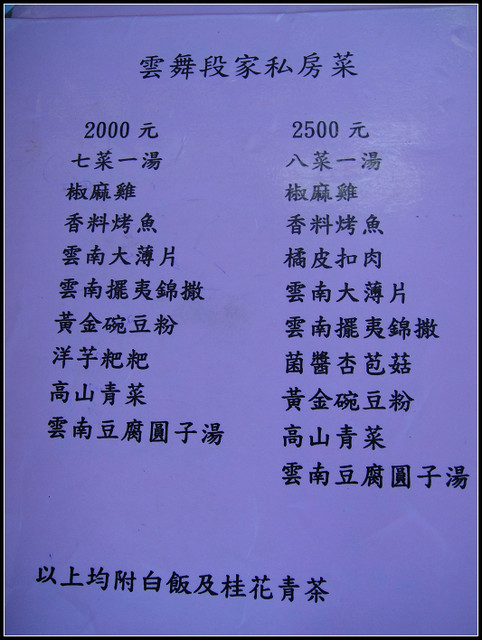 雲舞段家私房菜
2000 元
七菜一湯
椒麻雞
香料烤魚
雲南大薄片
雲南擺夷錦撒
黃金碗豆粉
洋芋粑粑
高山青菜
雲南豆腐圓子湯
2500 元
八菜一湯
椒麻雞
香料烤魚
橘皮扣肉
雲南大薄片
雲南擺夷錦撒
菌醬杏苞菇
黃金碗豆粉
高山青菜
雲南豆腐圓子湯
以上均附白飯及桂花青茶